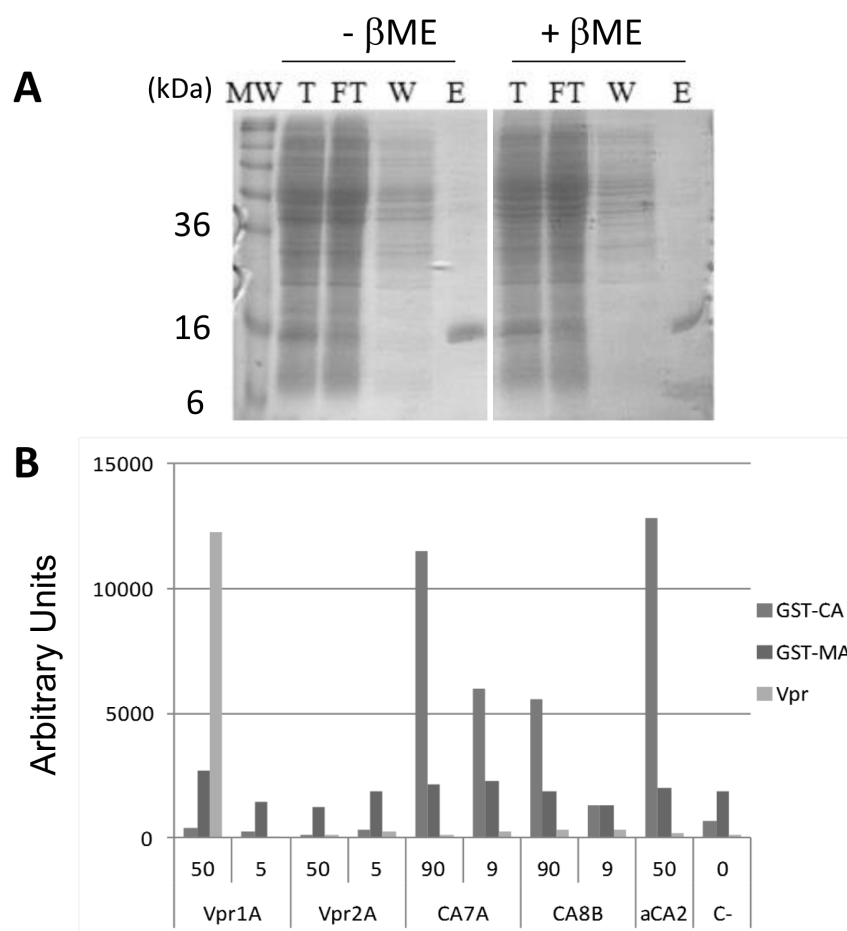 - βME + βME
A (kDa) MW T FT W E T FT W E
36
16
6
B
15000
10000
5000
0
Arbitrary Units
GST-CA
GST-MA
Vpr
50 5 50 5 90 9 90 9 50 0
Vpr1A Vpr2A CA7A CA8B aCA2 C-